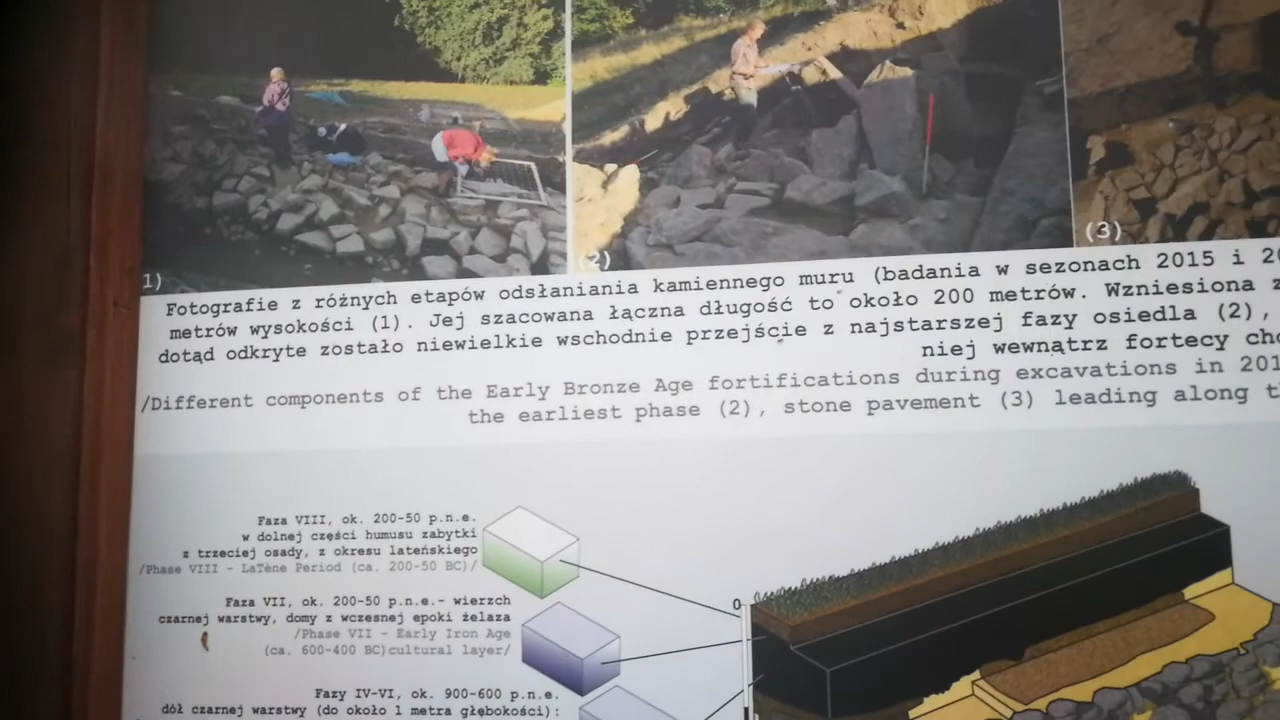 1)
(2)
(3)
Fotografie z różnych etapów odsłaniania kamiennego muru (badania w sezonach 2015 i 20
metrów wysokości (1). Jej szacowana łączna długość to około 200 metrów. Wzniesiona z
dotąd odkryte zostało niewielkie wschodnie przejście z najstarszej fazy osiedla (2),
niej wewnątrz fortecy
/Different components of the Early Bronze Age fortifications during excavations in 201
the earliest phase (2), stone pavement (3) leading along
Faza VIII, ok. 200-50 p.n.e.
w dolnej części humusu zabytki
z trzeciej osady, z okresu lateńskiego
/Phase VIII - LaTène Period (ca. 200-50 BC)/
Faza VII, ok. 200-50 p.n.e.- wierzch
czarnej warstwy, domy z wczesnej epoki żelaza
/Phase VII - Early Iron Age
(ca. 600-400 BC)cultural layer/
Fazy IV-VI, ok. 900-600 p.n.e.
dół czarnej warstwy (do około 1 metra głębokości):
0